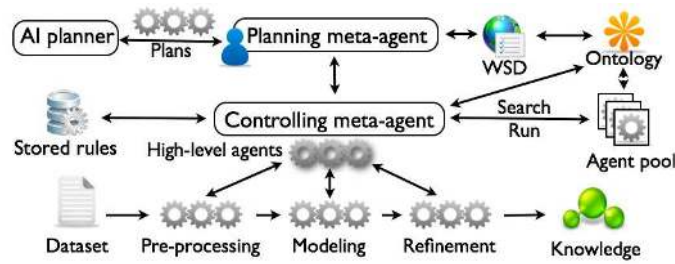 AI planner
Plans
Planning meta-agent
WSD
Ontology
Controlling meta-agent
Search
Run
Stored rules
High-level agents
Agent pool
Dataset
Pre-processing
Modeling
Refinement
Knowledge